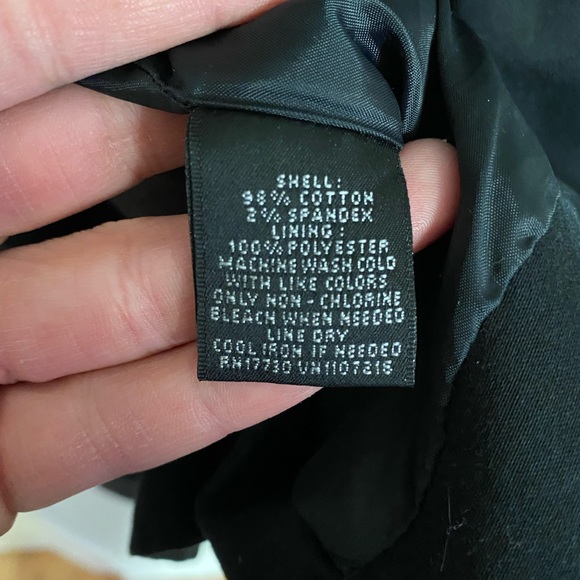 SHELL:
98% COTTON
2% SPANDEX
LINING:
100% POLYESTER
MACHINE WASH COLD
WITH LIKE COLORS
ONLY NON - CHLORINE
BLEACH WHEN NEEDED
LINE DRY
COOL IRON IF NEEDED
RN17730 VN1107218